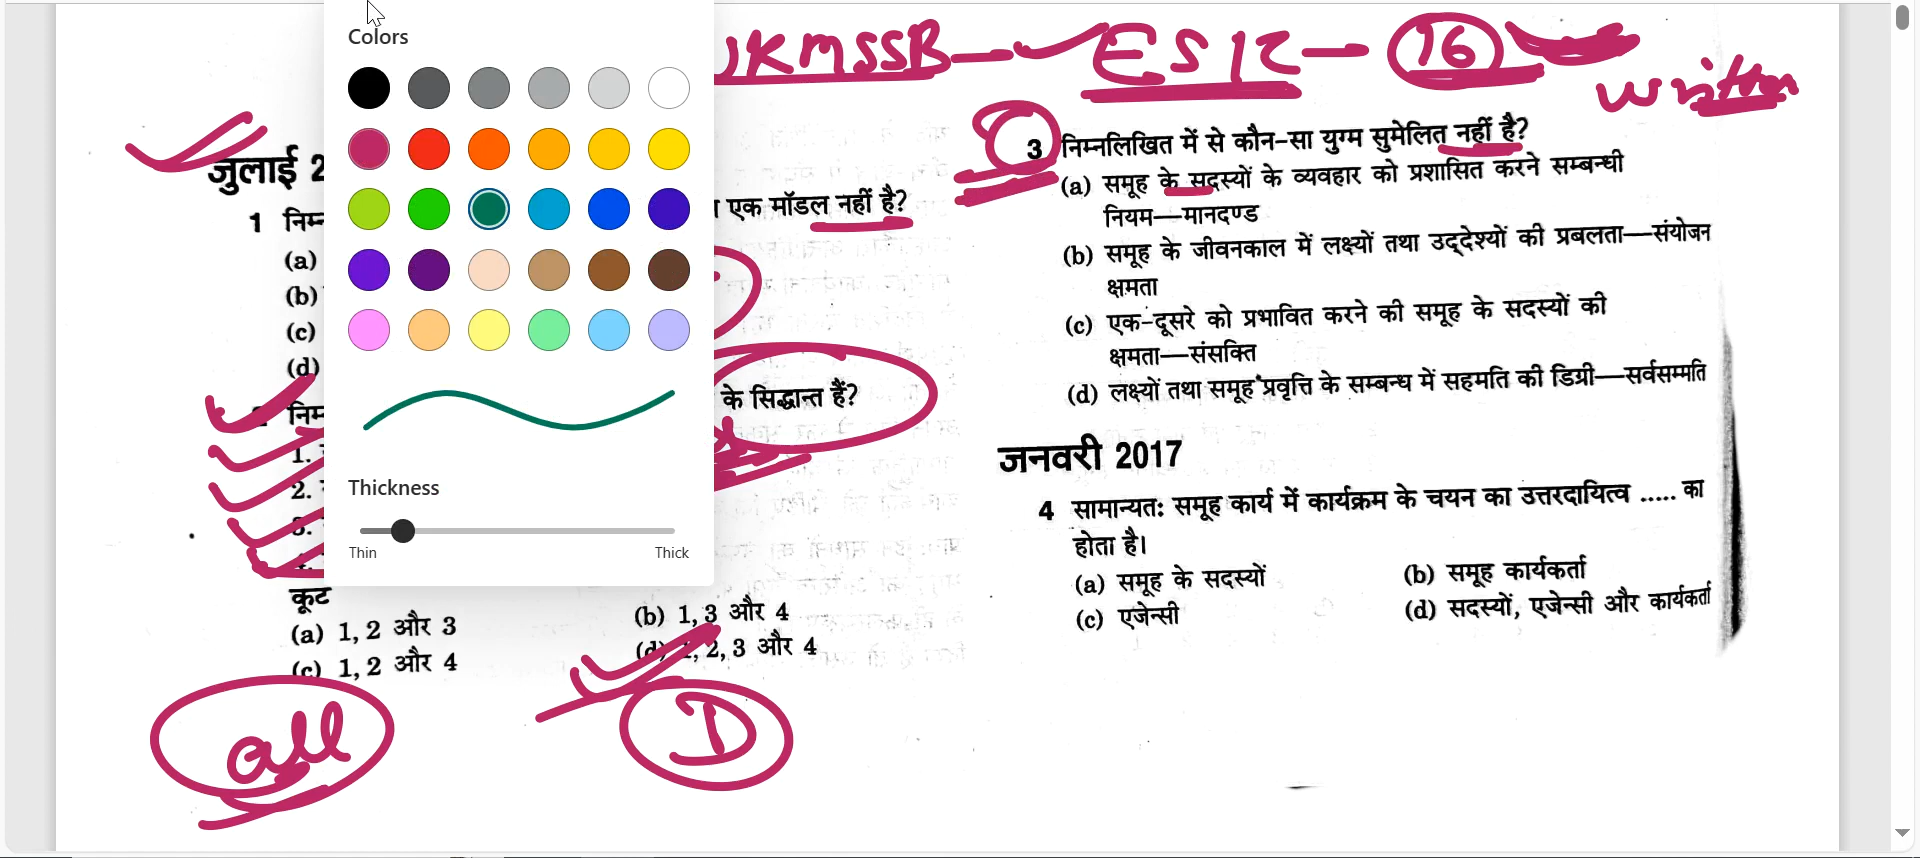 UKMSSB - ESIC - 16
written
Colors
Thickness
Thin Thick
जुलाई 2
1 निम्न
एक मॉडल नहीं है?
(a)
(b)
(c)
(d)
निम्न
के सिद्धान्त हैं?
1.
2.
3.
कूट
(a) 1, 2 और 3
(b) 1, 3 और 4
(c) 1, 2 और 4
(d) 1, 2, 3 और 4
all
D
3 निम्नलिखित में से कौन-सा युग्म सुमेलित नहीं है?
(a) समूह के सदस्यों के व्यवहार को प्रशासित करने सम्बन्धी
नियम—मानदण्ड
(b) समूह के जीवनकाल में लक्ष्यों तथा उद्देश्यों की प्रबलता—संयोजन
क्षमता
(c) एक-दूसरे को प्रभावित करने की समूह के सदस्यों की
क्षमता—संसक्ति
(d) लक्ष्यों तथा समूह प्रवृत्ति के सम्बन्ध में सहमति की डिग्री—सर्वसम्मति
जनवरी 2017
4 सामान्यतः समूह कार्य में कार्यक्रम के चयन का उत्तरदायित्व ..... का
होता है।
(a) समूह के सदस्यों
(b) समूह कार्यकर्ता
(c) एजेन्सी
(d) सदस्यों, एजेन्सी और कार्यकर्ता